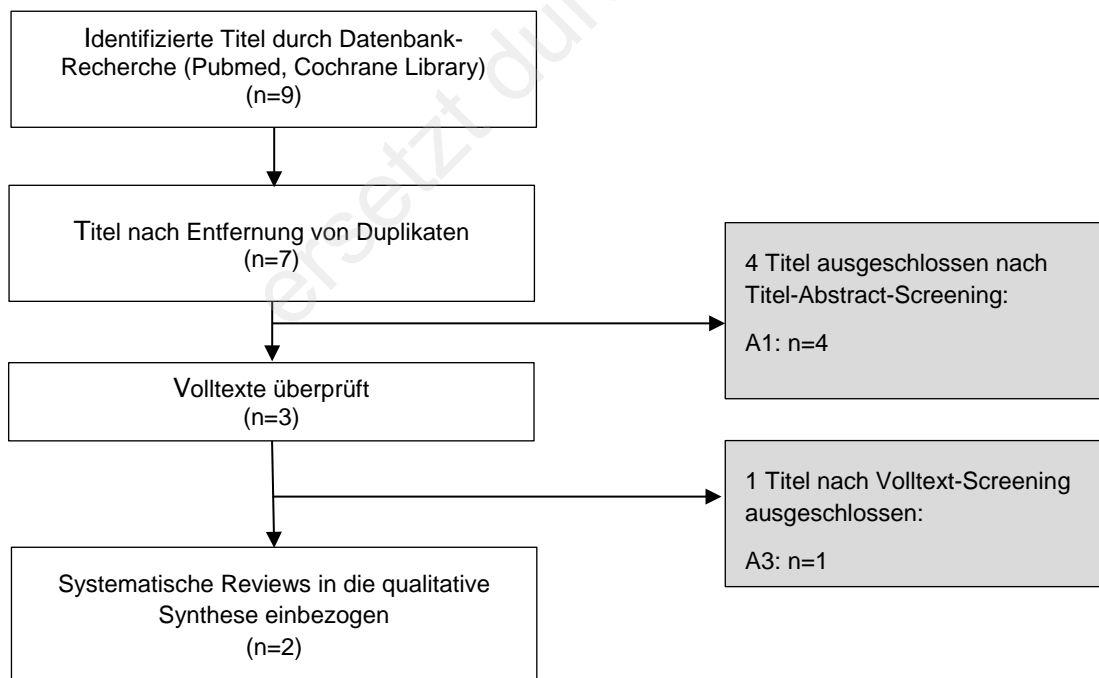 Identifizierte Titel durch Datenbank-
Recherche (Pubmed, Cochrane Library)
(n=9)
Titel nach Entfernung von Duplikaten
(n=7)
4 Titel ausgeschlossen nach
Titel-Abstract-Screening:
A1: n=4
Volltexte überprüft
(n=3)
1 Titel nach Volltext-Screening
ausgeschlossen:
A3: n=1
Systematische Reviews in die qualitative
Synthese einbezogen
(n=2)
ersetzt durch